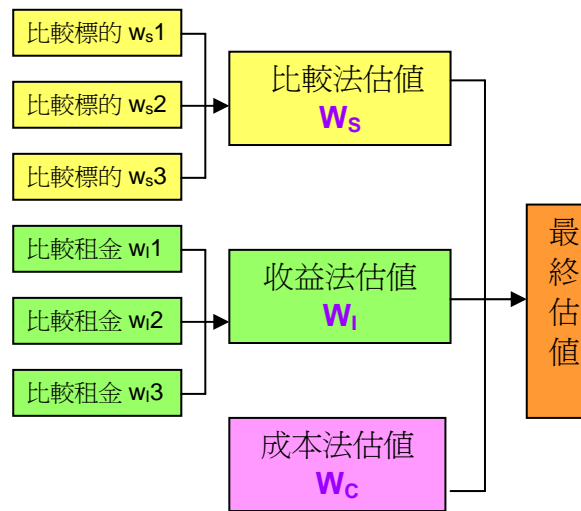 比較標的 ws1
比較標的 ws2
比較標的 ws3
比較法估值
WS
比較租金 wI1
比較租金 wI2
比較租金 wI3
收益法估值
WI
成本法估值
WC
最
終
估
值